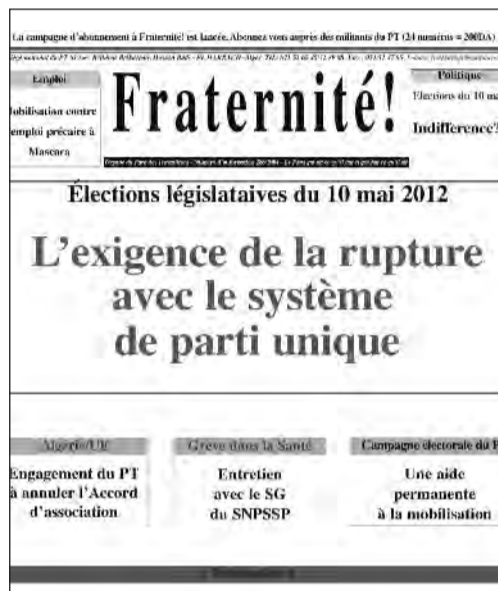 La campagne d'abonnement à Fraternité! est lancée. Abonnez vous auprès des militants du PT (24 numéros = 200DA)
Emploi
obilisation contre
emploi précaire à
Mascara
Fraternité!
Politique
Elections du 10 ma
Indifférence?
Élections législataives du 10 mai 2012
L'exigence de la rupture
avec le système
de parti unique
Algérie/UE
Engagement du PT
à annuler l'Accord
d'association
Grève dans la Santé
Entretien
avec le SG
du SNPSSP
Campagne électorale du P
Une aide
permanente
à la mobilisation